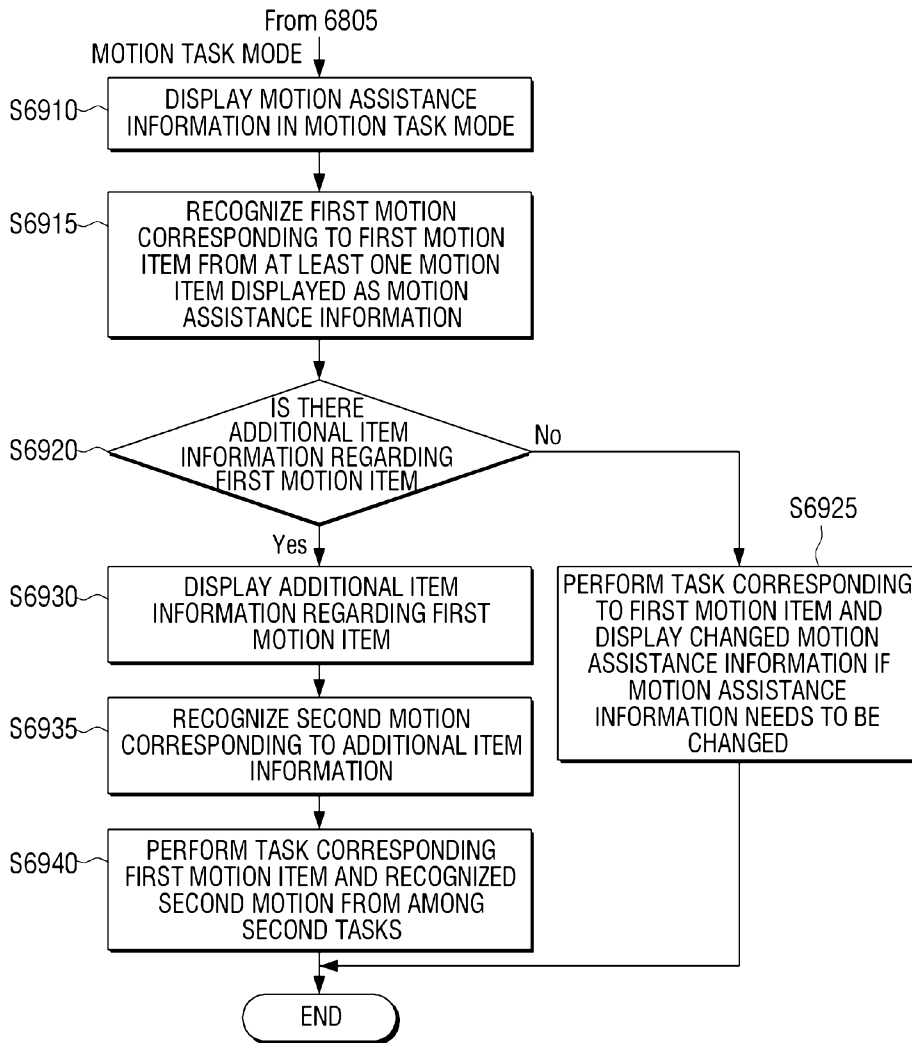 From 6805
MOTION TASK MODE
S6910
DISPLAY MOTION ASSISTANCE
INFORMATION IN MOTION TASK MODE
S6915
RECOGNIZE FIRST MOTION
CORRESPONDING TO FIRST MOTION
ITEM FROM AT LEAST ONE MOTION
ITEM DISPLAYED AS MOTION
ASSISTANCE INFORMATION
S6920
IS THERE
ADDITIONAL ITEM
INFORMATION REGARDING
FIRST MOTION ITEM
No
Yes
S6925
PERFORM TASK CORRESPONDING
TO FIRST MOTION ITEM AND
DISPLAY CHANGED MOTION
ASSISTANCE INFORMATION IF
MOTION ASSISTANCE
INFORMATION NEEDS TO BE
CHANGED
S6930
DISPLAY ADDITIONAL ITEM
INFORMATION REGARDING FIRST
MOTION ITEM
S6935
RECOGNIZE SECOND MOTION
CORRESPONDING TO ADDITIONAL ITEM
INFORMATION
S6940
PERFORM TASK CORRESPONDING
FIRST MOTION ITEM AND RECOGNIZED
SECOND MOTION FROM AMONG
SECOND TASKS
END